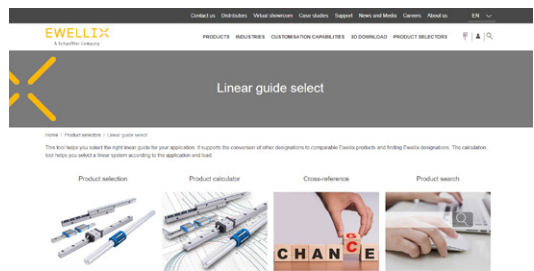 Contact us Distributors Virtual showroom Case studies Support News and Media Careers About us EN
EWELLIX
A Schaeffler Company
PRODUCTS INDUSTRIES CUSTOMISATION CAPABILITIES 3D DOWNLOAD PRODUCT SELECTORS
Linear guide select
Home / Product selectors / Linear guide select
This tool helps you select the right linear guide for your application. It supports the conversion of other designations to comparable Ewellix products and finding Ewellix designations. The calculation
tool helps you select a linear system according to the application and load.
Product selection Product calculator Cross-reference Product search
CHANCE
G